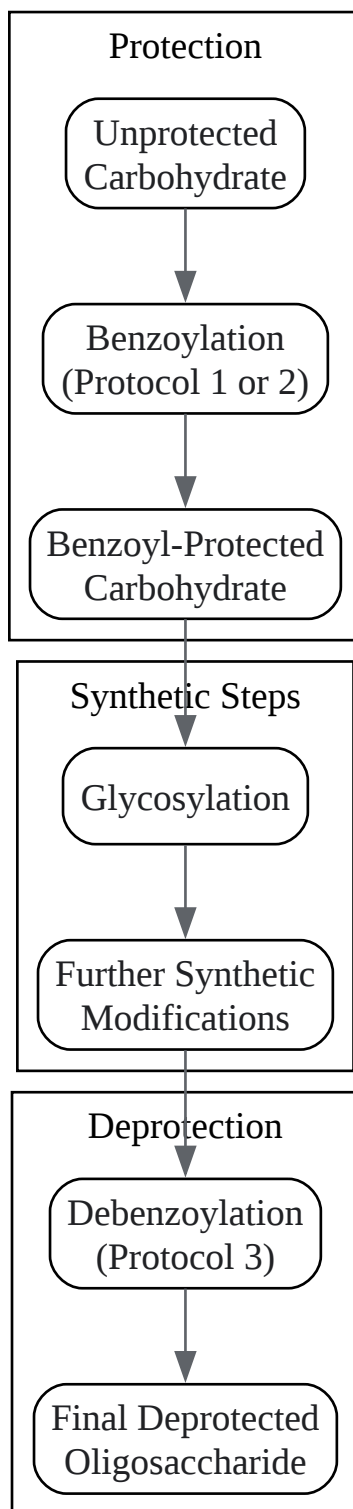 Protection
Unprotected
Carbohydrate
Benzoylation
(Protocol 1 or 2)
Benzoyl-Protected
Carbohydrate
Synthetic Steps
Glycosylation
Further Synthetic
Modifications
Deprotection
Debenzoylation
(Protocol 3)
Final Deprotected
Oligosaccharide